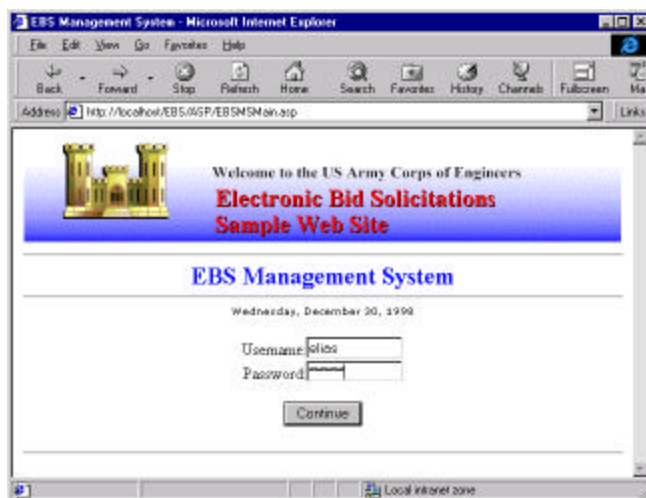 EBS Management System - Microsoft Internet Explorer
File Edit View Go Favorites Help
Back Forward Stop Refresh Home Search Favorites History Channels Fullscreen Ma
Address http://localhost/EBS/ASP/EBSMSMain.asp Links
Welcome to the US Army Corps of Engineers
Electronic Bid Solicitations
Sample Web Site
EBS Management System
Wednesday, December 30, 1998
Username: elias
Password:
Continue
Local intranet zone